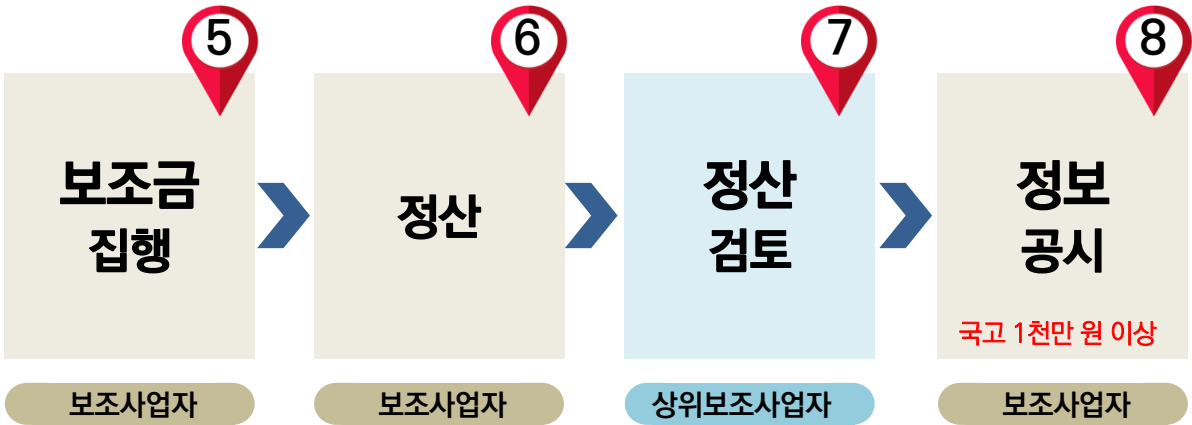 5
보조금
집행
보조사업자
6
정산
보조사업자
7
정산
검토
상위보조사업자
8
정보
공시
국고 1천만 원 이상
보조사업자